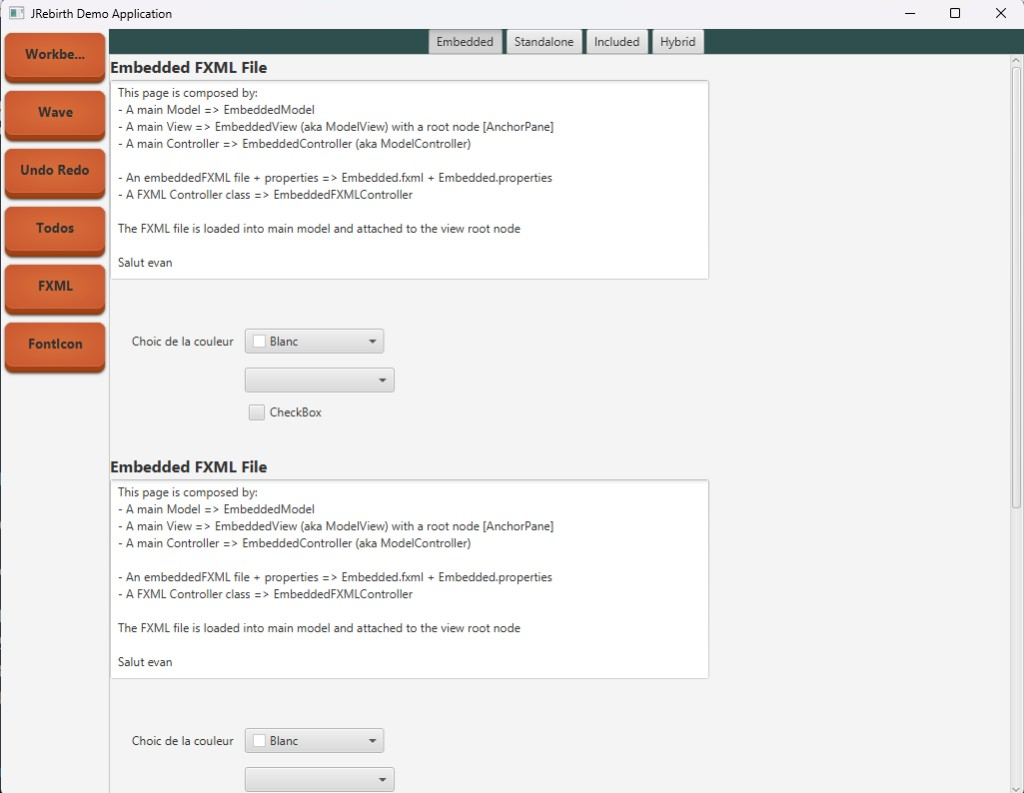 JRebirth Demo Application
Workbe...
Wave
Undo Redo
Todos
FXML
FontIcon
Embedded
Standalone
Included
Hybrid
Embedded FXML File
This page is composed by:
- A main Model => EmbeddedModel
- A main View => EmbeddedView (aka ModelView) with a root node [AnchorPane]
- A main Controller => EmbeddedController (aka ModelController)
- An embeddedFXML file + properties => Embedded.fxml + Embedded.properties
- A FXML Controller class => EmbeddedFXMLController
The FXML file is loaded into main model and attached to the view root node
Salut evan
Choic de la couleur
Blanc
CheckBox
Embedded FXML File
This page is composed by:
- A main Model => EmbeddedModel
- A main View => EmbeddedView (aka ModelView) with a root node [AnchorPane]
- A main Controller => EmbeddedController (aka ModelController)
- An embeddedFXML file + properties => Embedded.fxml + Embedded.properties
- A FXML Controller class => EmbeddedFXMLController
The FXML file is loaded into main model and attached to the view root node
Salut evan
Choic de la couleur
Blanc